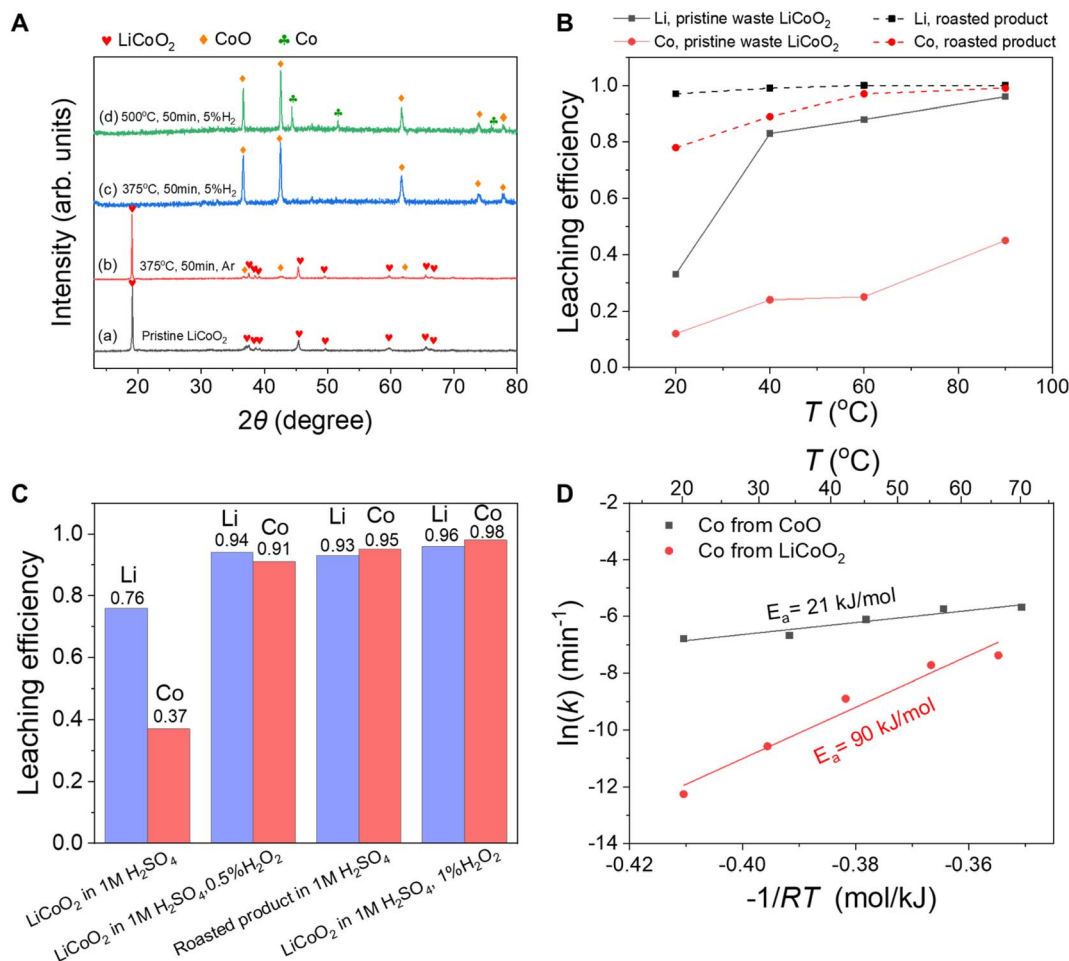 A
♥ LiCoO₂ ♦ CoO ♣ Co
(d) 500°C, 50min, 5%H₂
(c) 375°C, 50min, 5%H₂
(b) 375°C, 50min, Ar
(a) Pristine LiCoO₂
Intensity (arb. units)
20 30 40 50 60 70 80
2θ (degree)
B
Li, pristine waste LiCoO₂ Li, roasted product
Co, pristine waste LiCoO₂ Co, roasted product
Leaching efficiency
1.0
0.8
0.6
0.4
0.2
0.0
20 40 60 80 100
T (°C)
C
Leaching efficiency
1.0
0.8
0.6
0.4
0.2
0.0
Li
0.76
Co
0.37
Li
0.94
Co
0.91
Li
0.93
Co
0.95
Li
0.96
Co
0.98
LiCoO₂ in 1M H₂SO₄
LiCoO₂ in 1M H₂SO₄,0.5%H₂O₂
Roasted product in 1M H₂SO₄
LiCoO₂ in 1M H₂SO₄, 1%H₂O₂
T (°C)
D
20 30 40 50 60 70
Co from CoO
Co from LiCoO₂
Eₐ= 21 kJ/mol
Eₐ= 90 kJ/mol
ln(k) (min⁻¹)
-2
-4
-6
-8
-10
-12
-14
-0.42 -0.40 -0.38 -0.36
-1/RT (mol/kJ)